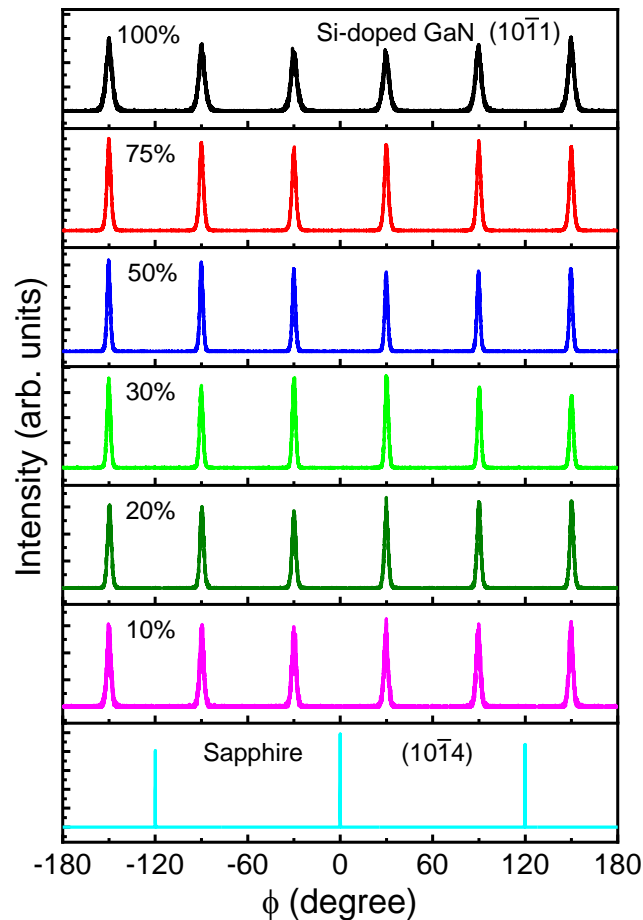 100% Si-doped GaN (101̄1)
75%
50%
30%
20%
10%
Sapphire (101̄4)
-180 -120 -60 0 60 120 180
ϕ (degree)
Intensity (arb. units)